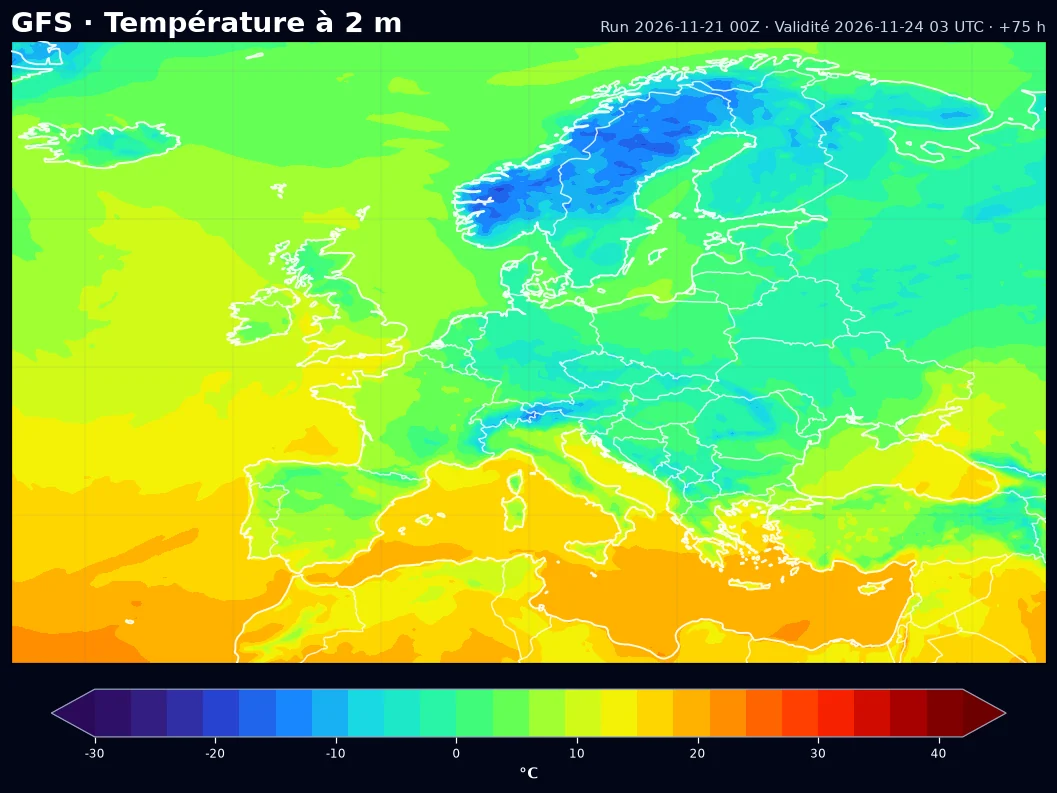 GFS · Température à 2 m
Run 2026-11-21 00Z · Validité 2026-11-24 03 UTC · +75 h
-30 -20 -10 0 10 20 30 40
°C